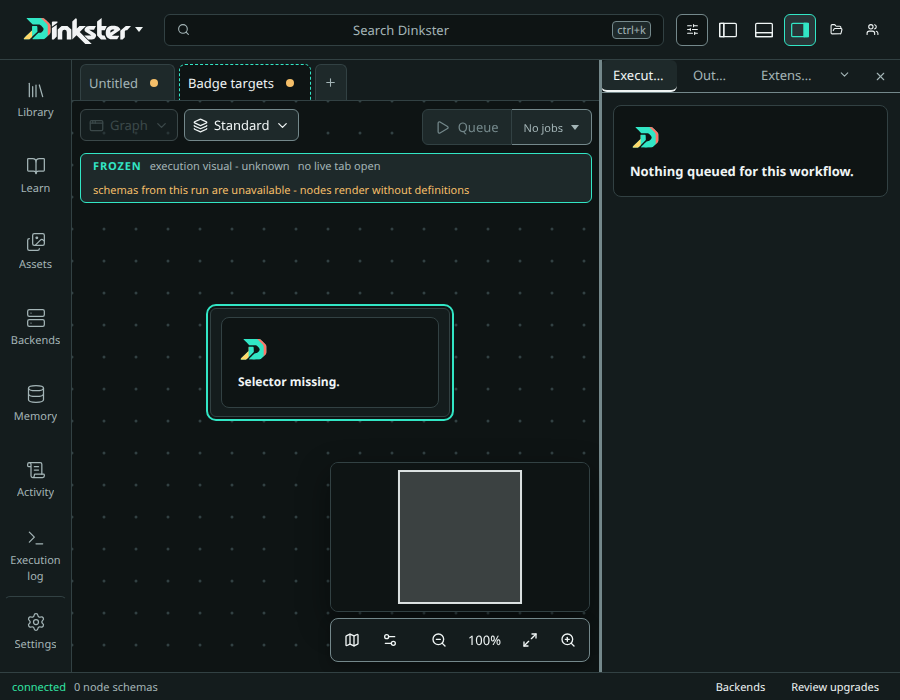 Dinkster
Search Dinkster
ctrl+k
Untitled
Badge targets
Execut...
Out...
Extens...
Library
Learn
Assets
Backends
Memory
Activity
Execution
log
Settings
Graph
Standard
Queue
No jobs
FROZEN execution visual - unknown no live tab open
schemas from this run are unavailable - nodes render without definitions
Selector missing.
100%
Nothing queued for this workflow.
connected 0 node schemas
Backends
Review upgrades